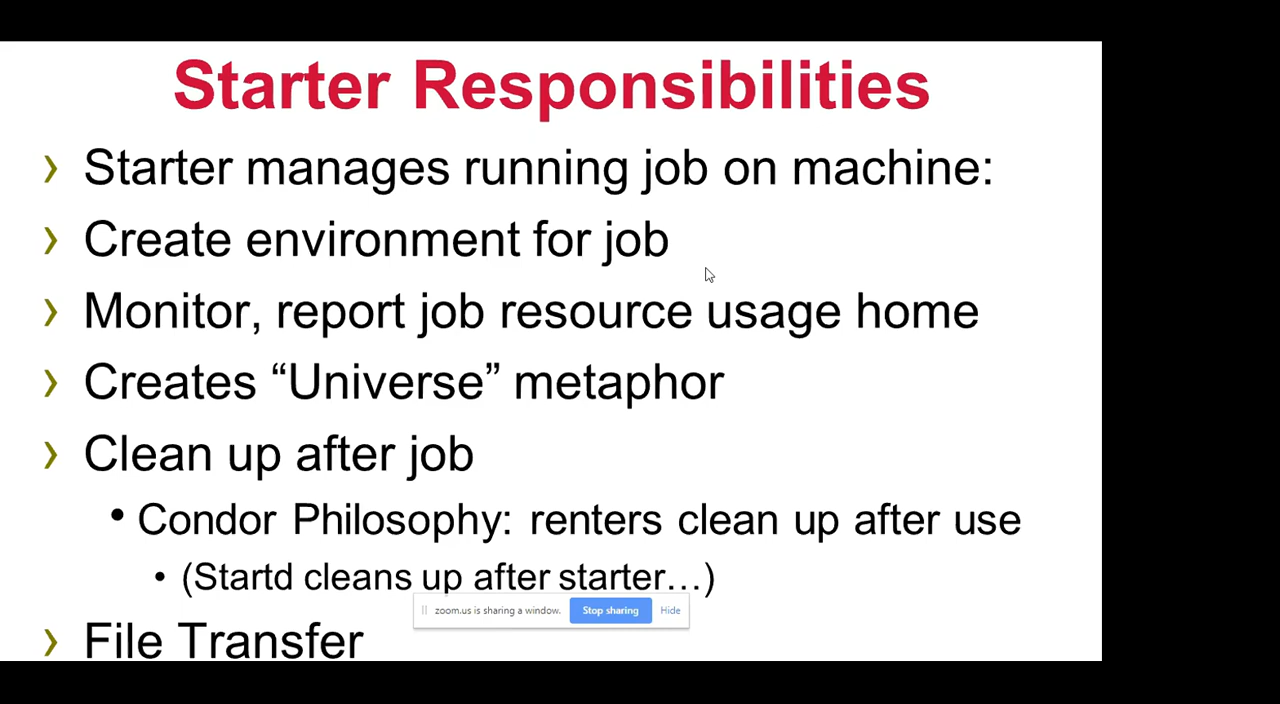 Starter Responsibilities
› Starter manages running job on machine:
› Create environment for job
› Monitor, report job resource usage home
› Creates “Universe” metaphor
› Clean up after job
• Condor Philosophy: renters clean up after use
• (Startd cleans up after starter…)
zoom.us is sharing a window. Stop sharing Hide
› File Transfer